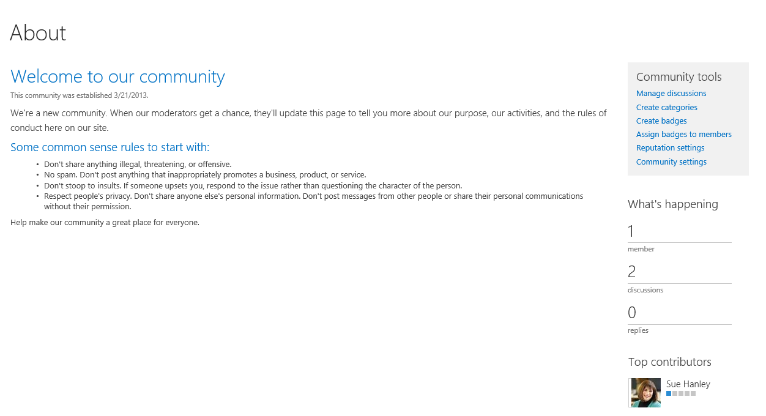 About
Welcome to our community
This community was established 3/21/2013.
We're a new community. When our moderators get a chance, they'll update this page to tell you more about our purpose, our activities, and the rules of
conduct here on our site.
Some common sense rules to start with:
• Don't share anything illegal, threatening, or offensive.
• No spam. Don't post anything that inappropriately promotes a business, product, or service.
• Don't stoop to insults. If someone upsets you, respond to the issue rather than questioning the character of the person.
• Respect people's privacy. Don't share anyone else's personal information. Don't post messages from other people or share their personal communications
without their permission.
Help make our community a great place for everyone.
Community tools
Manage discussions
Create categories
Create badges
Assign badges to members
Reputation settings
Community settings
What's happening
1
member
2
discussions
0
replies
Top contributors
Sue Hanley